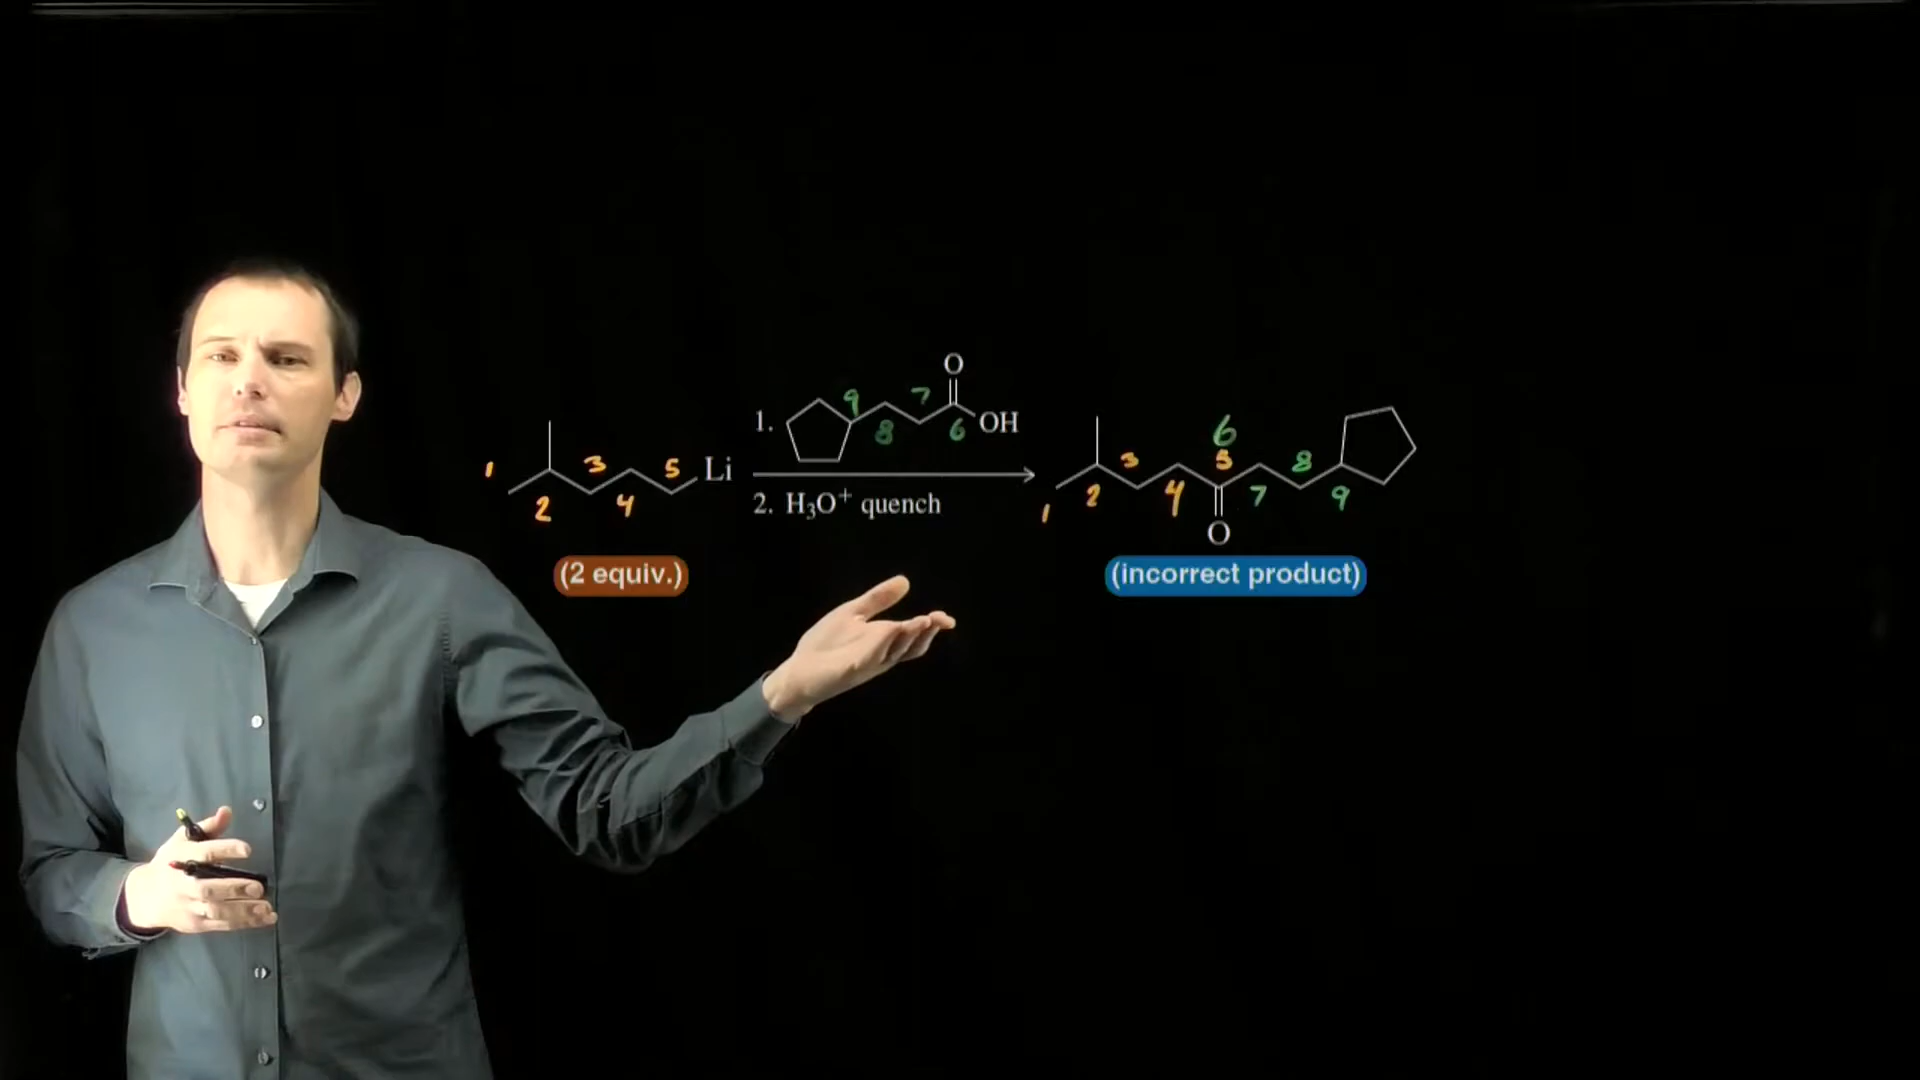 O
1. 9 8 7 6 OH
1 2 3 4 5 Li
2. H₃O⁺ quench
6
1 2 3 4 5 7 8 9
O
(2 equiv.)
(incorrect product)